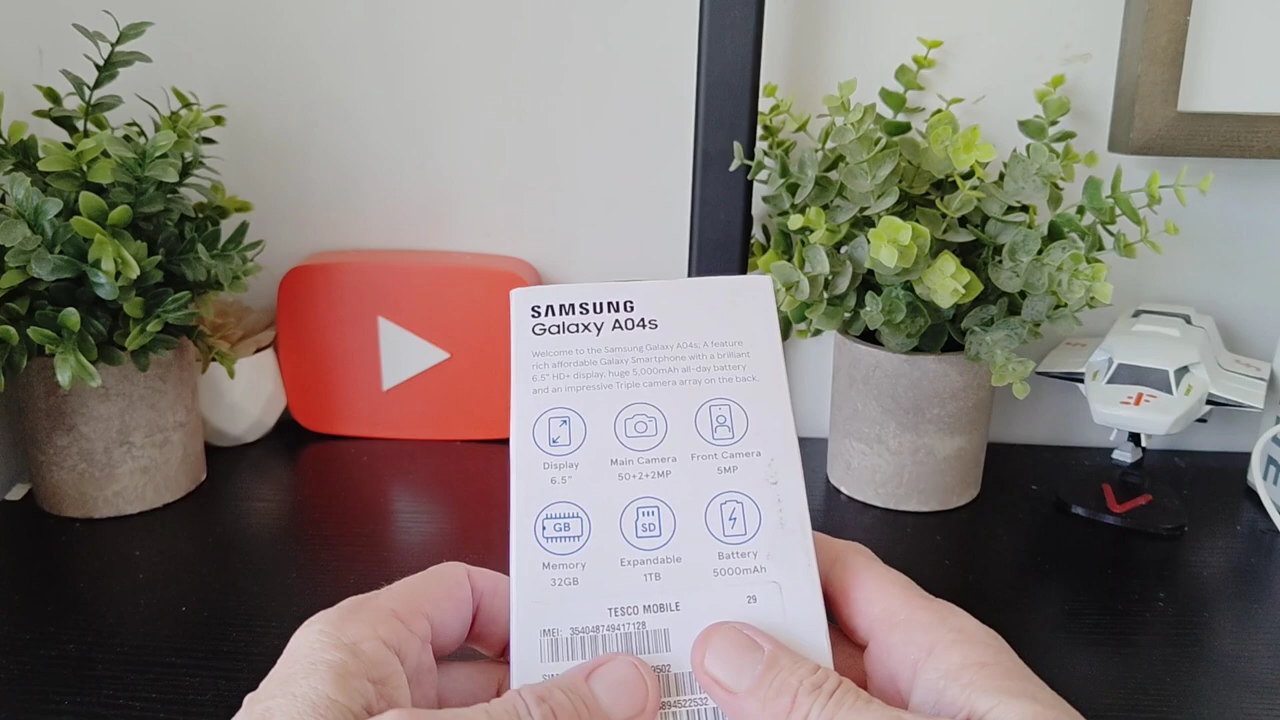 SAMSUNG
Galaxy A04s
Welcome to the Samsung Galaxy A04s; A feature
rich affordable Galaxy Smartphone with a brilliant
6.5" HD+ display, huge 5,000mAh all-day battery
and an impressive Triple camera array on the back.
Display
6.5"
Main Camera
50+2+2MP
Front Camera
5MP
GB
Memory
32GB
SD
Expandable
1TB
Battery
5000mAh
TESCO MOBILE
29
IMEI: 354048749417128
9502
894522532